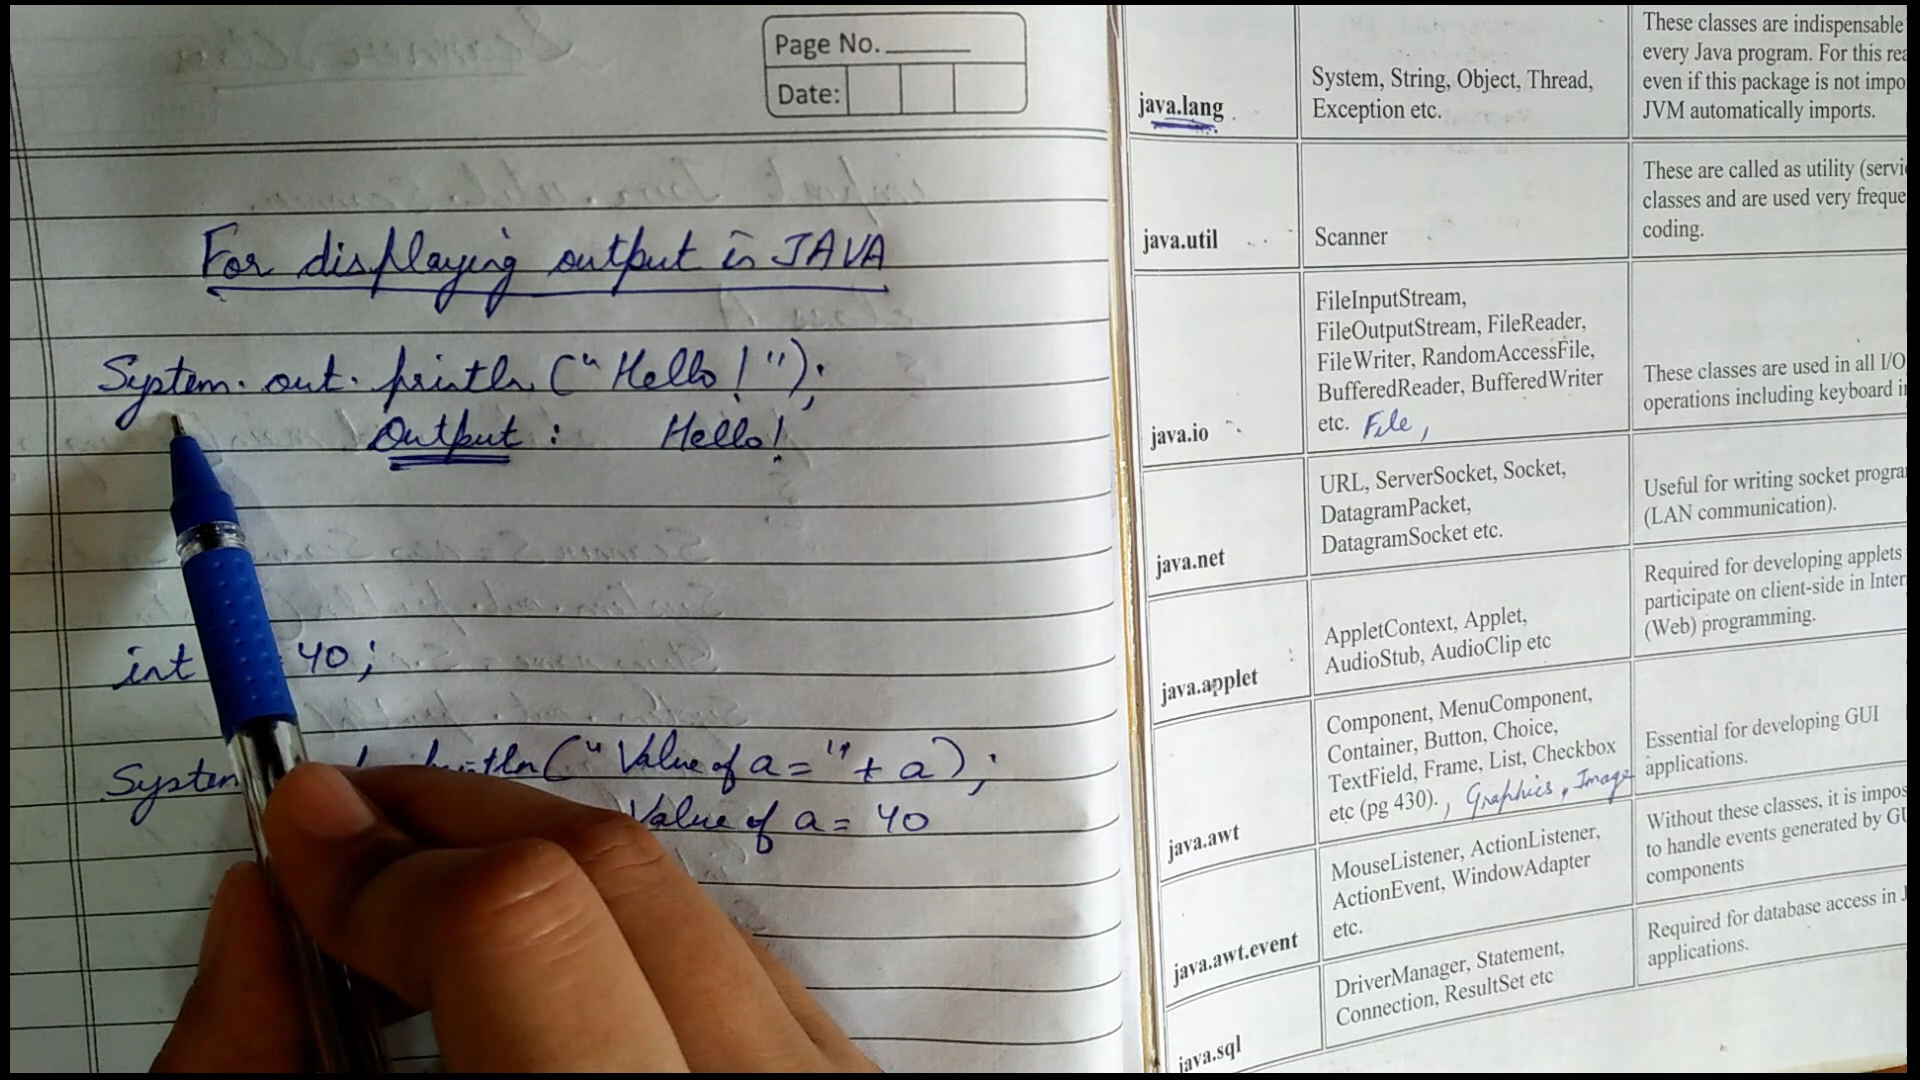 Page No.
Date:
For displaying output in JAVA
System.out.println("Hello!");
Output : Hello!
int = 40;
System println("Value of a = "+ a);
Value of a = 40
java.lang
System, String, Object, Thread,
Exception etc.
These classes are indispensable
every Java program. For this
even if this package is not
JVM automatically imports.
java.util
Scanner
These are called as utility
classes and are used very
coding.
java.io
FileInputStream,
FileOutputStream, FileReader,
FileWriter, RandomAccessFile,
BufferedReader, BufferedWriter
etc. File,
These classes are used in all I/O
operations including keyboard
java.net
URL, ServerSocket, Socket,
DatagramPacket,
DatagramSocket etc.
Useful for writing socket
(LAN communication).
java.applet
AppletContext, Applet,
AudioStub, AudioClip etc
Required for developing applets
participate on client-side in
(Web) programming.
java.awt
Component, MenuComponent,
Container, Button, Choice,
TextField, Frame, List, Checkbox
etc (pg 430). , Graphics, Image
Essential for developing GUI
applications.
java.awt.event
MouseListener, ActionListener,
ActionEvent, WindowAdapter
etc.
Without these classes, it is
to handle events generated by
components
java.sql
DriverManager, Statement,
Connection, ResultSet etc
Required for database access in
applications.